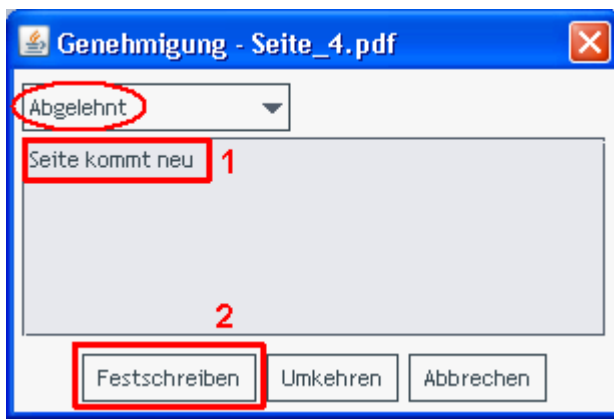 Genehmigung - Seite_4.pdf
Abgelehnt
Seite kommt neu 1
2
Festschreiben Umkehren Abbrechen